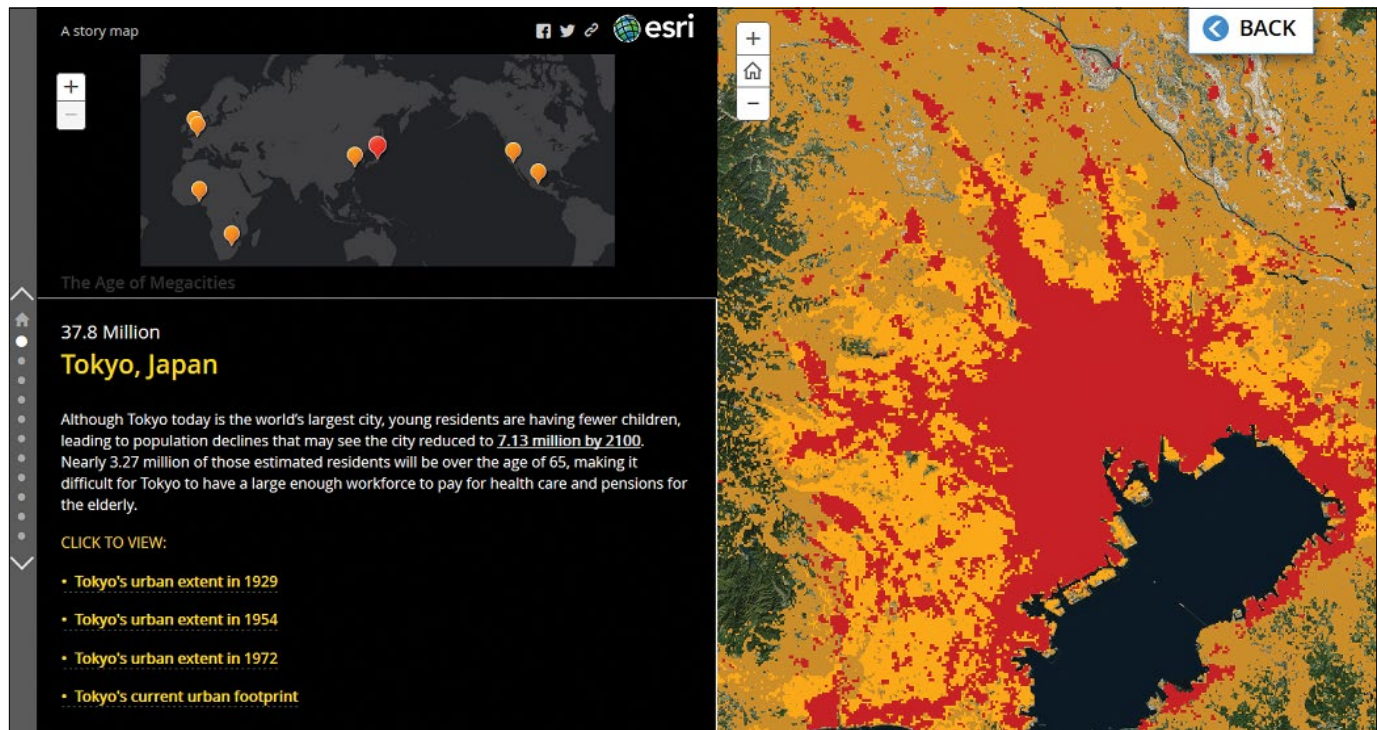 A story map
esri
BACK
The Age of Megacities
37.8 Million
Tokyo, Japan
Although Tokyo today is the world's largest city, young residents are having fewer children,
leading to population declines that may see the city reduced to 7.13 million by 2100.
Nearly 3.27 million of those estimated residents will be over the age of 65, making it
difficult for Tokyo to have a large enough workforce to pay for health care and pensions for
the elderly.
CLICK TO VIEW:
• Tokyo's urban extent in 1929
• Tokyo's urban extent in 1954
• Tokyo's urban extent in 1972
• Tokyo's current urban footprint